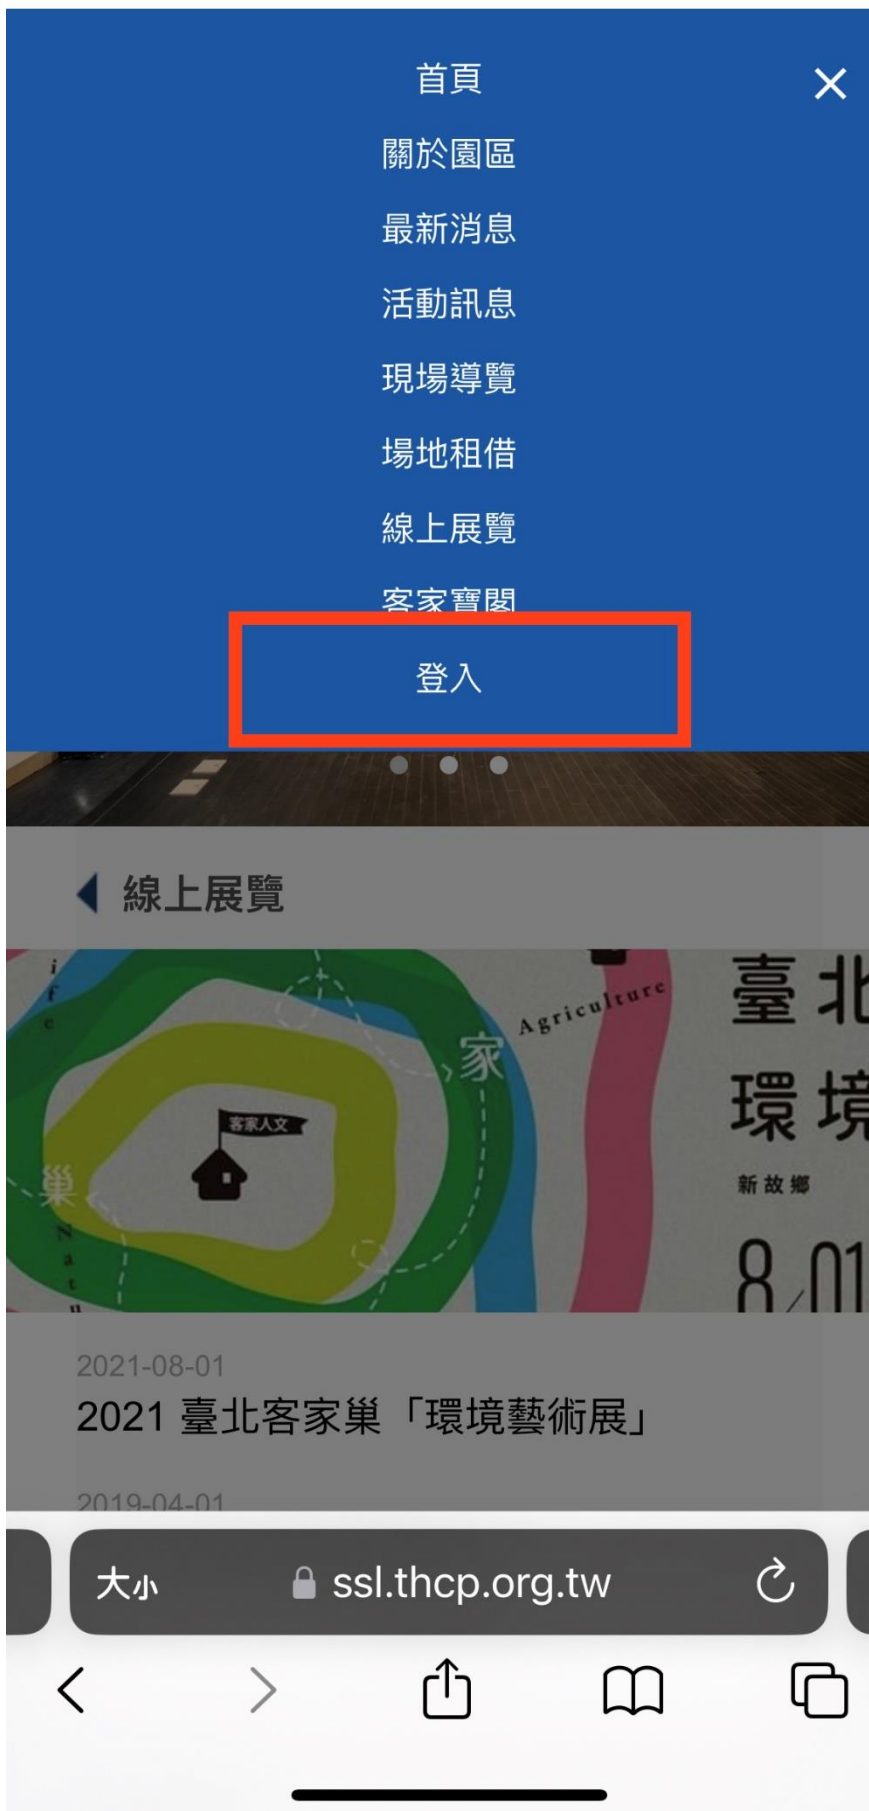 首頁
關於園區
最新消息
活動訊息
現場導覽
場地租借
線上展覽
客家寶閣
登入
線上展覽
ife
Agriculture
家
客家人文
巢
Natu
臺北
環境
新故鄉
8/01
2021-08-01
2021 臺北客家巢「環境藝術展」
2019-04-01
大小
ssl.thcp.org.tw